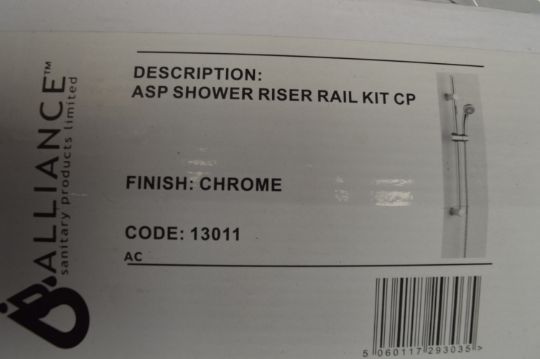 ALLIANCE™
sanitary products limited
DESCRIPTION:
ASP SHOWER RISER RAIL KIT CP
FINISH: CHROME
CODE: 13011
AC
5 060117 293035 >